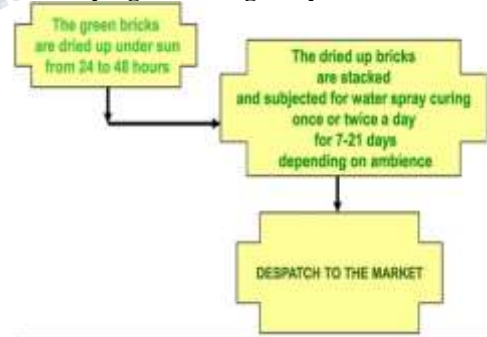 The green bricks
are dried up under sun
from 24 to 48 hours
The dried up bricks
are stacked
and subjected for water spray curing
once or twice a day
for 7-21 days
depending on ambience
DESPATCH TO THE MARKET